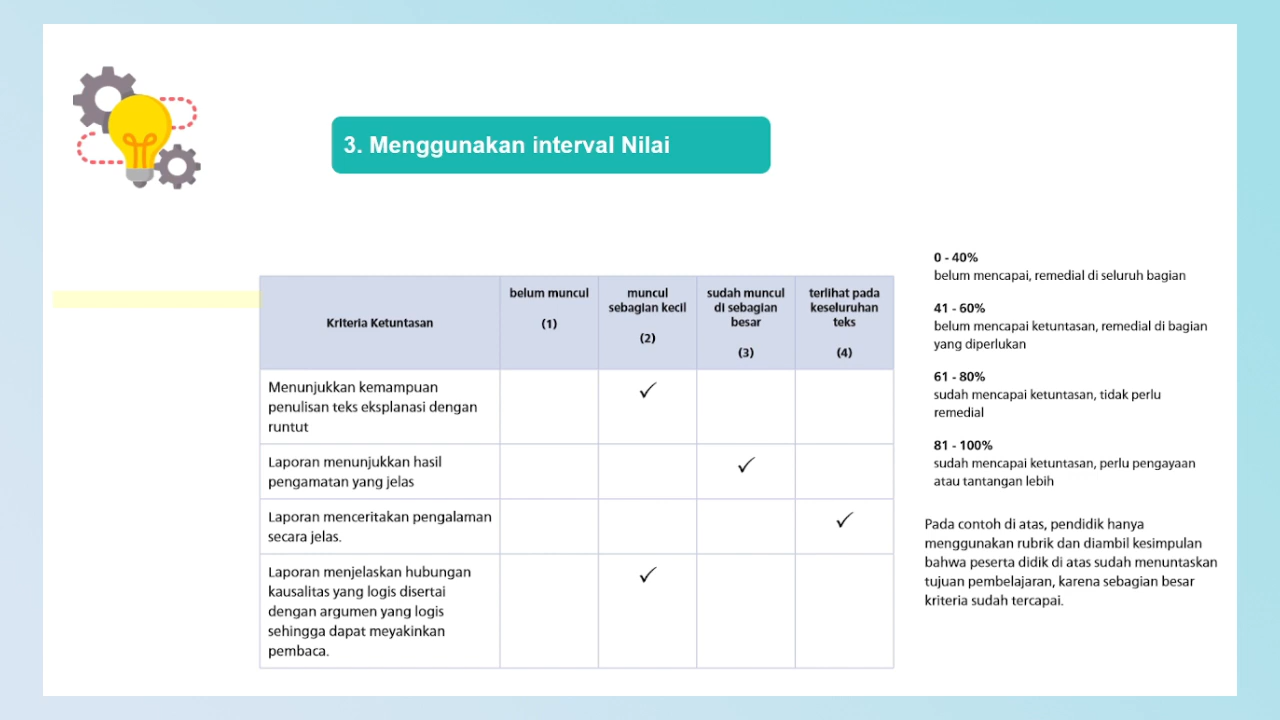 3. Menggunakan interval Nilai
Kriteria Ketuntasan
belum muncul
(1)
muncul
sebagian kecil
(2)
sudah muncul
di sebagian
besar
(3)
terlihat pada
keseluruhan
teks
(4)
Menunjukkan kemampuan
penulisan teks eksplanasi dengan
runtut
✓
Laporan menunjukkan hasil
pengamatan yang jelas
✓
Laporan menceritakan pengalaman
secara jelas.
✓
Laporan menjelaskan hubungan
kausalitas yang logis disertai
dengan argumen yang logis
sehingga dapat meyakinkan
pembaca.
✓
0 - 40%
belum mencapai, remedial di seluruh bagian
41 - 60%
belum mencapai ketuntasan, remedial di bagian
yang diperlukan
61 - 80%
sudah mencapai ketuntasan, tidak perlu
remedial
81 - 100%
sudah mencapai ketuntasan, perlu pengayaan
atau tantangan lebih
Pada contoh di atas, pendidik hanya
menggunakan rubrik dan diambil kesimpulan
bahwa peserta didik di atas sudah menuntaskan
tujuan pembelajaran, karena sebagian besar
kriteria sudah tercapai.